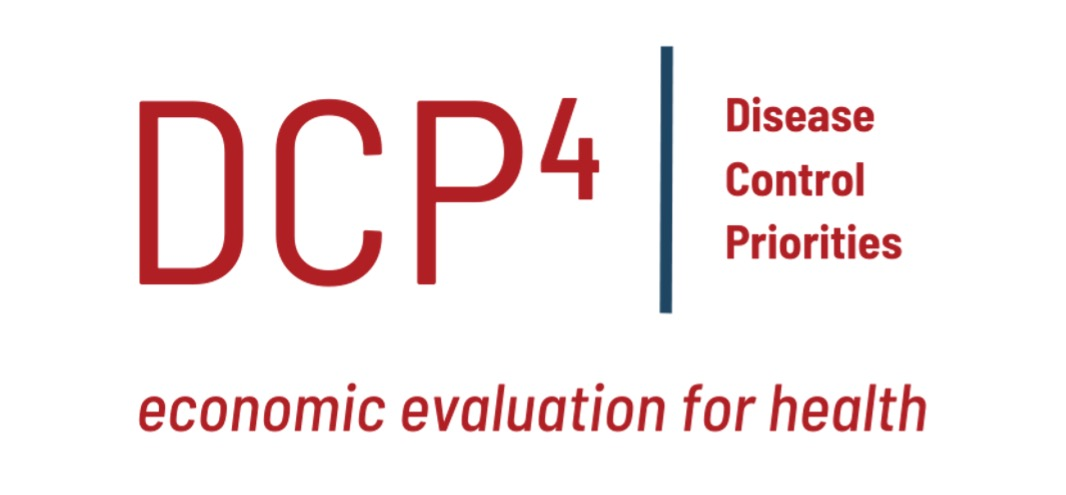 DCP⁴
Disease
Control
Priorities
economic evaluation for health